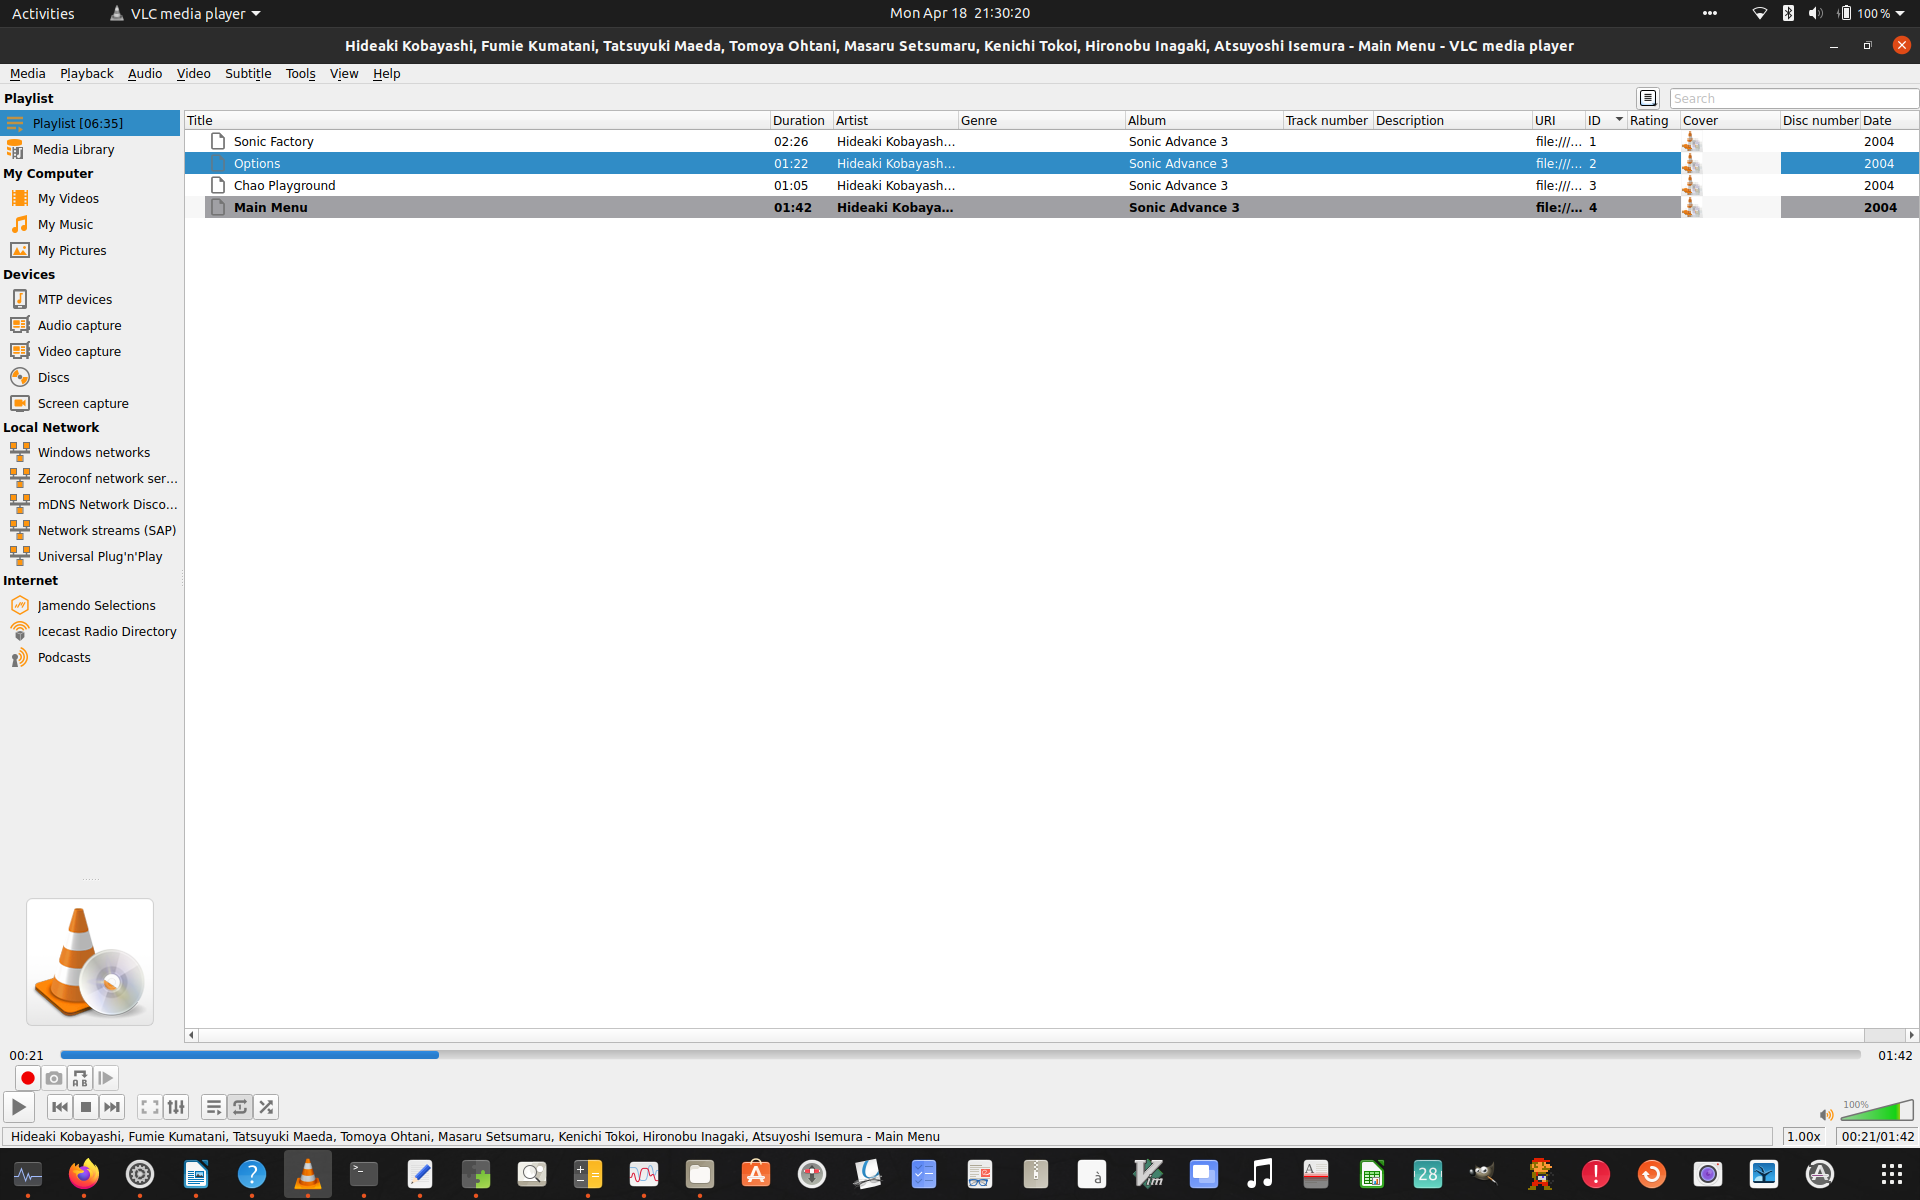 Activities VLC media player Mon Apr 18 21:30:20 100 %
Hideaki Kobayashi, Fumie Kumatani, Tatsuyuki Maeda, Tomoya Ohtani, Masaru Setsumaru, Kenichi Tokoi, Hironobu Inagaki, Atsuyoshi Isemura - Main Menu - VLC media player
Media Playback Audio Video Subtitle Tools View Help
Playlist
Search
Playlist [06:35]
Media Library
My Computer
My Videos
My Music
My Pictures
Devices
MTP devices
Audio capture
Video capture
Discs
Screen capture
Local Network
Windows networks
Zeroconf network ser...
mDNS Network Disco...
Network streams (SAP)
Universal Plug'n'Play
Internet
Jamendo Selections
Icecast Radio Directory
Podcasts
Title Duration Artist Genre Album Track number Description URI ID Rating Cover Disc number Date
Sonic Factory 02:26 Hideaki Kobayash... Sonic Advance 3 file:///... 1 2004
Options 01:22 Hideaki Kobayash... Sonic Advance 3 file:///... 2 2004
Chao Playground 01:05 Hideaki Kobayash... Sonic Advance 3 file:///... 3 2004
Main Menu 01:42 Hideaki Kobaya... Sonic Advance 3 file://... 4 2004
00:21 01:42
A B
100%
Hideaki Kobayashi, Fumie Kumatani, Tatsuyuki Maeda, Tomoya Ohtani, Masaru Setsumaru, Kenichi Tokoi, Hironobu Inagaki, Atsuyoshi Isemura - Main Menu 1.00x 00:21/01:42
? >_ à Vim A 28 ! A